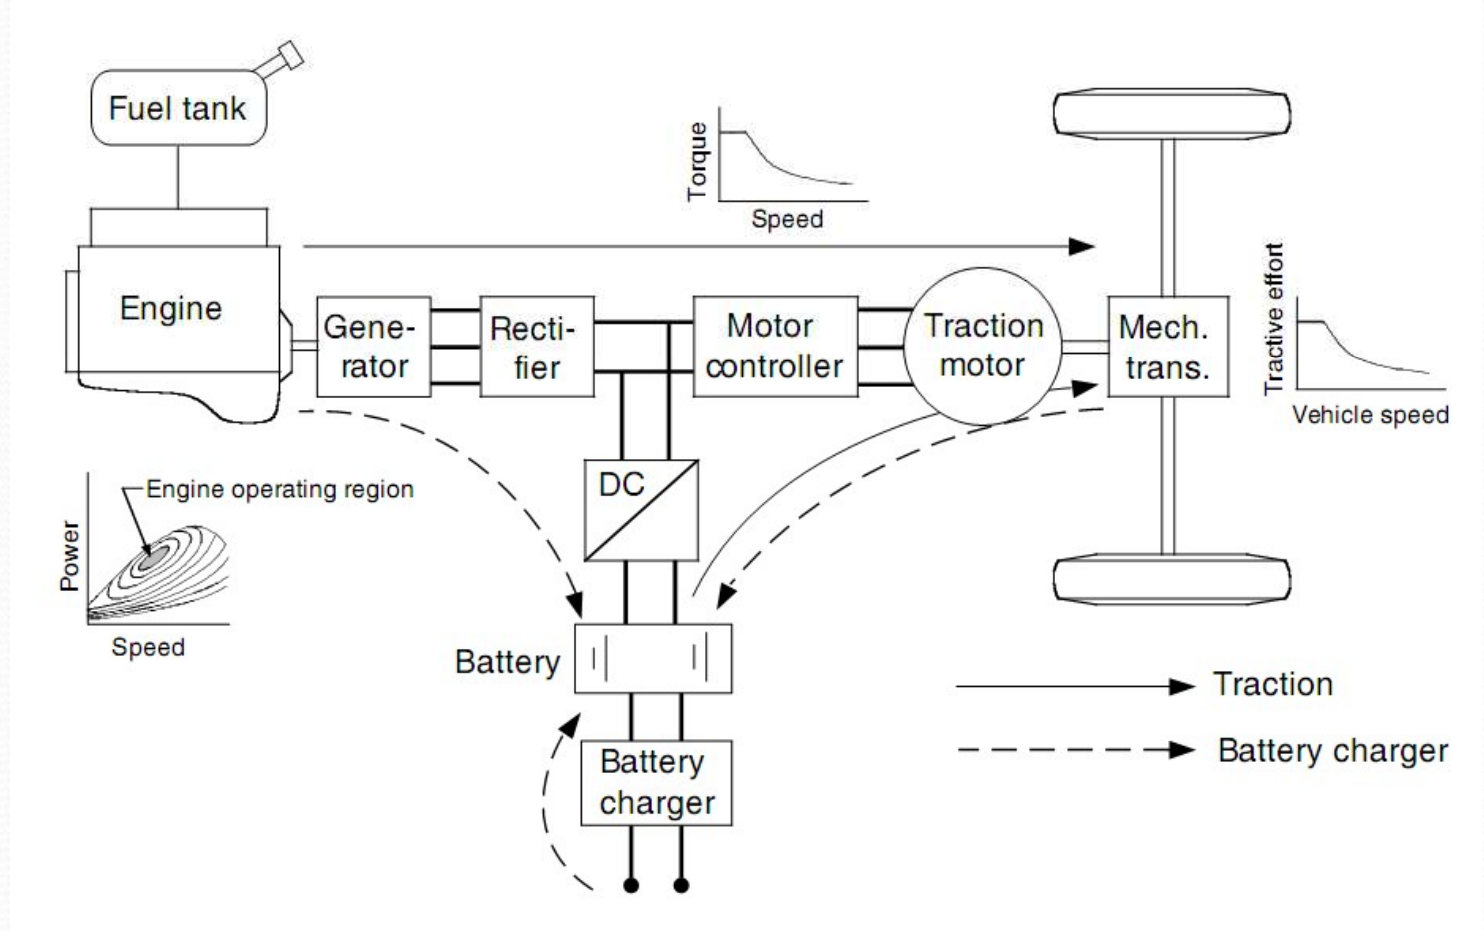 Fuel tank
Torque
Speed
Engine
Gene-
rator
Recti-
fier
Motor
controller
Traction
motor
Mech.
trans.
Tractive effort
Vehicle speed
DC
Engine operating region
Power
Speed
Battery
Traction
Battery charger
Battery
charger